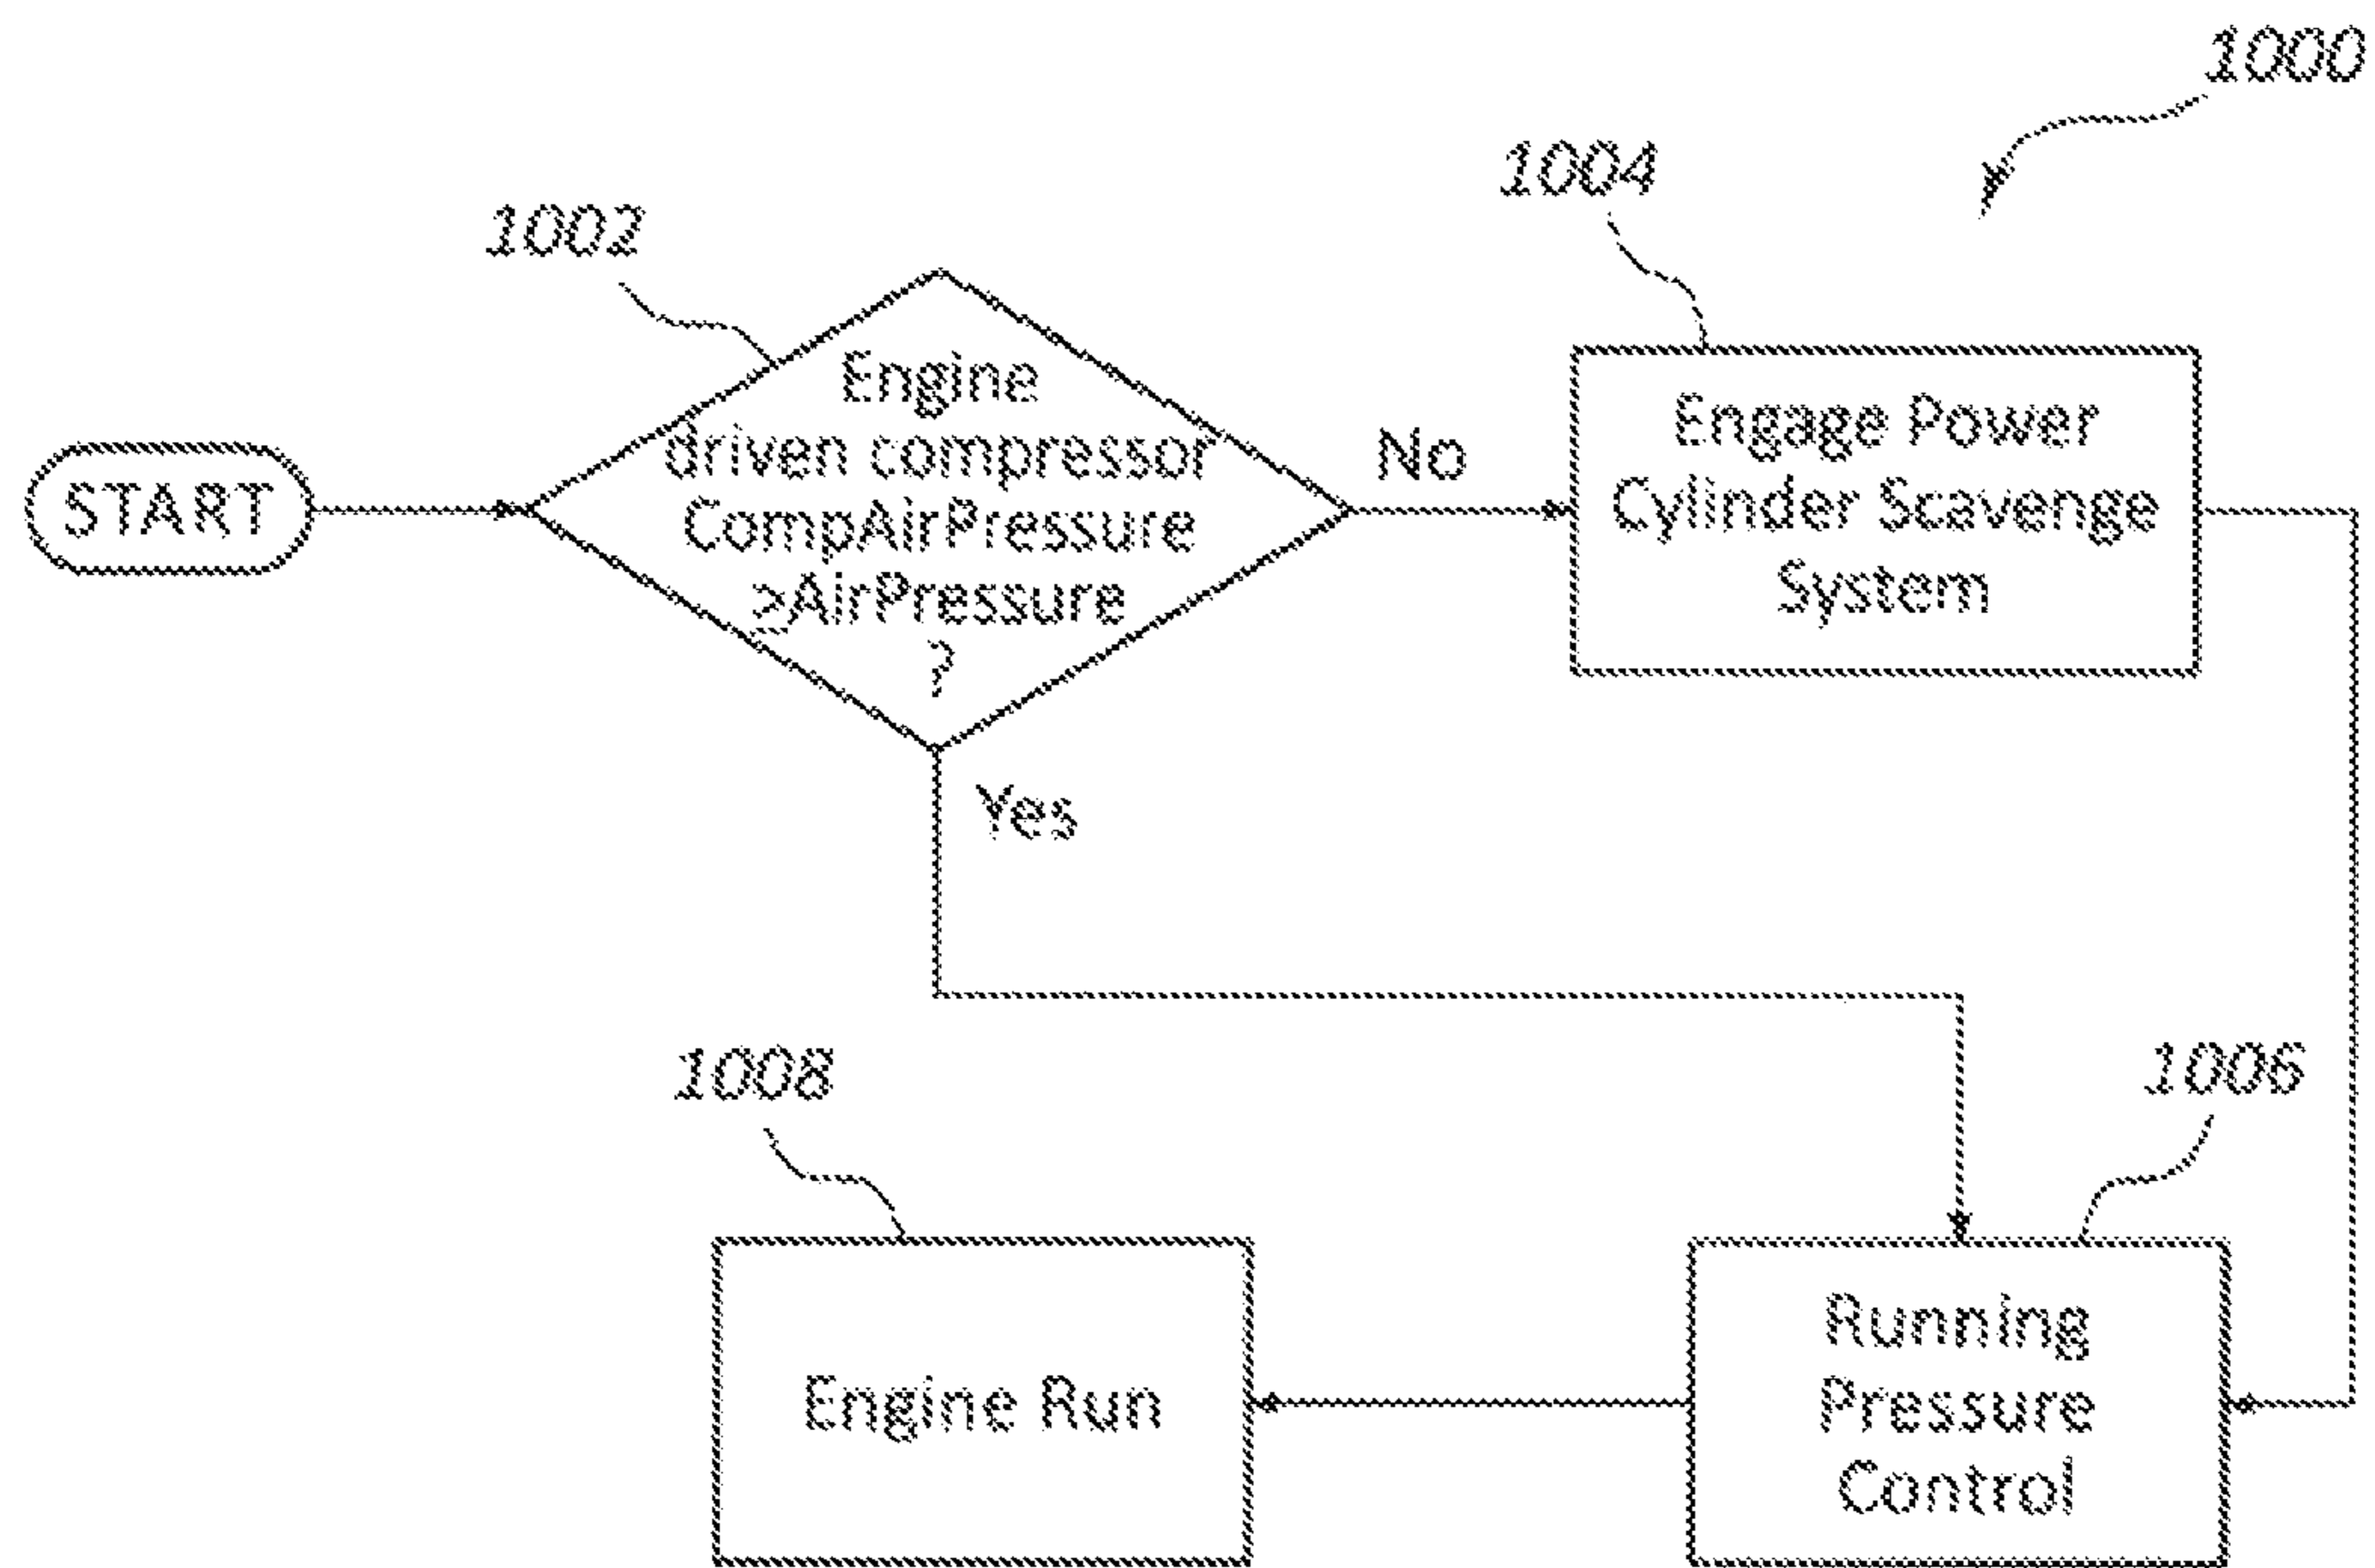 1000
1004
1002
Engine
driven compressor
CompAirPressure
≥AirPressure
?
START
No
Engage Power
Cylinder Scavenge
System
Yes
1008
1006
Engine Run
Running
Pressure
Control